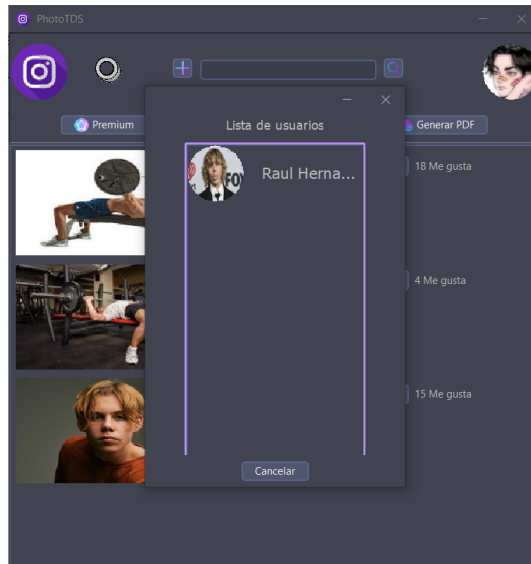 PhotoTDS
Premium
Generar PDF
Lista de usuarios
Raul Herna...
18 Me gusta
4 Me gusta
15 Me gusta
Cancelar